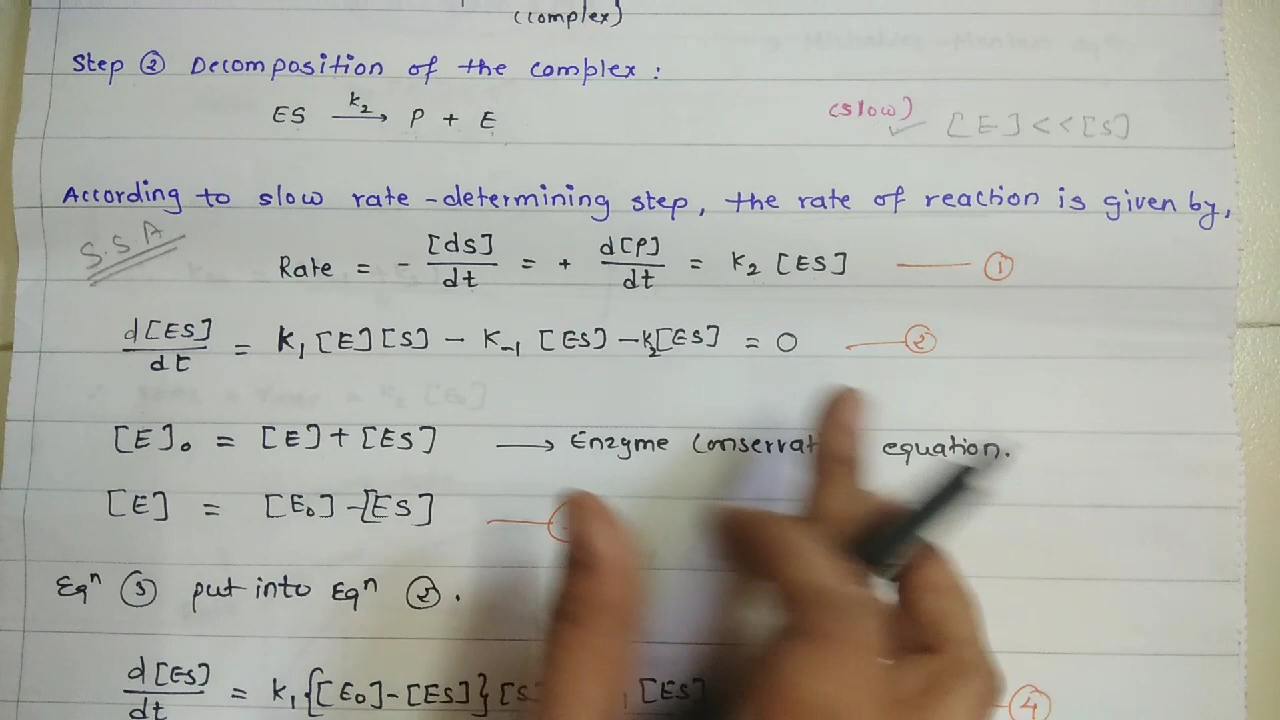 (complex)
Step ② Decomposition of the complex :
ES —k₂→ P + E
(slow) ✓ [E]<<[S]
According to slow rate-determining step, the rate of reaction is given by,
S.S A
Rate = - [ds]/dt = + d[P]/dt = K₂ [ES] —— ①
d[ES]/dt = K₁ [E][S] - K₋₁ [ES] - k₂[ES] = 0 —— ②
[E]₀ = [E] + [ES] ⟶ Enzyme equation.
[E] = [E₀] - [ES] ——
Eqⁿ ③ put into Eqⁿ ②.
d[ES]/dt = K₁{[E₀]-[ES]} [ES] ④